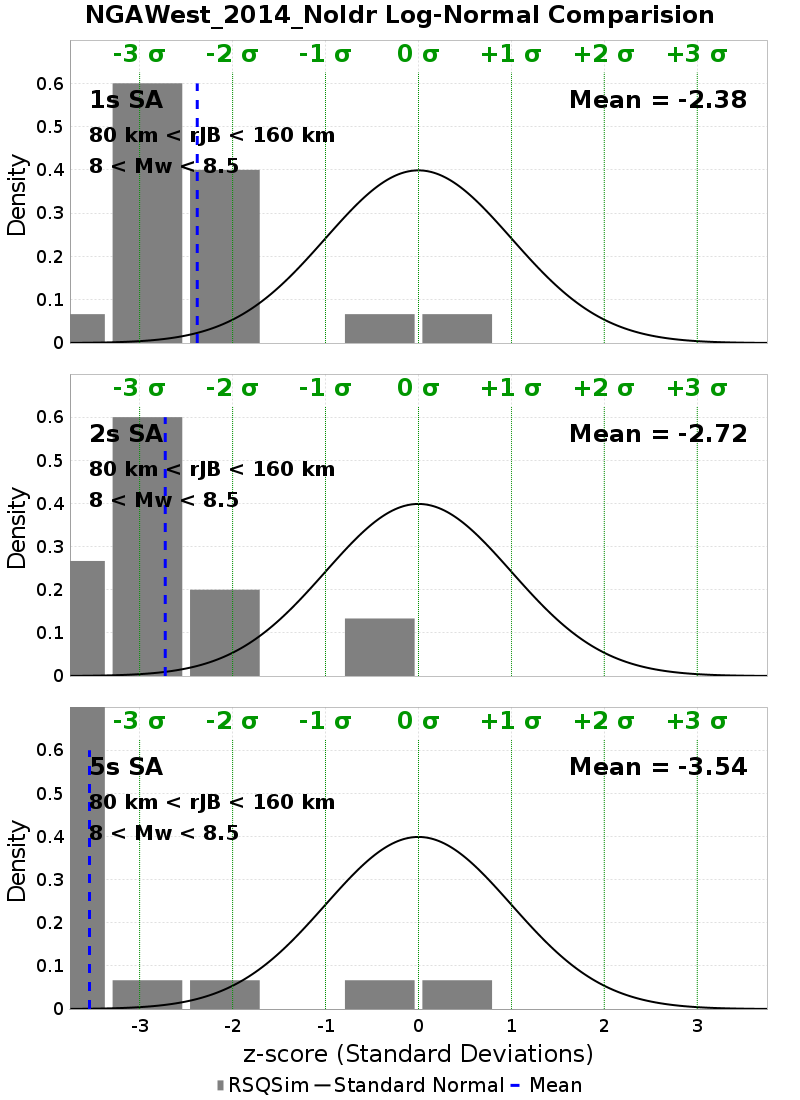 NGAWest_2014_NoIdr Log-Normal Comparision
-3 σ -2 σ -1 σ 0 σ +1 σ +2 σ +3 σ
0.6
1s SA
Mean = -2.38
0.5
80 km < rJB < 160 km
8 < Mw < 8.5
0.4
0.3
0.2
0.1
0
Density
-3 σ -2 σ -1 σ 0 σ +1 σ +2 σ +3 σ
0.6
2s SA
Mean = -2.72
0.5
80 km < rJB < 160 km
8 < Mw < 8.5
0.4
0.3
0.2
0.1
0
Density
-3 σ -2 σ -1 σ 0 σ +1 σ +2 σ +3 σ
0.6
5s SA
Mean = -3.54
0.5
80 km < rJB < 160 km
8 < Mw < 8.5
0.4
0.3
0.2
0.1
0
Density
-3 -2 -1 0 1 2 3
z-score (Standard Deviations)
RSQSim Standard Normal Mean